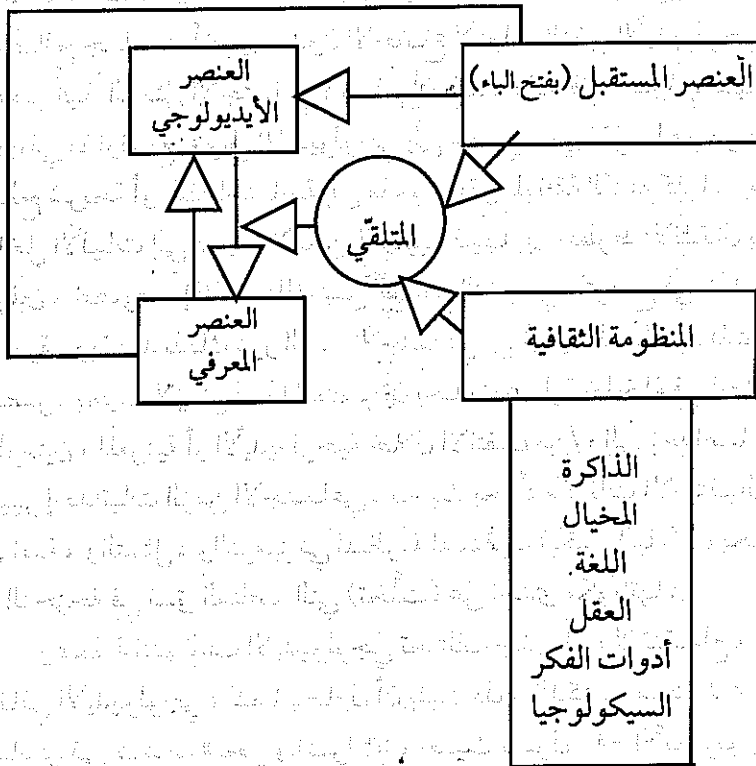 العنصر المستقبل (بفتح الباء)
العنصر
الأيديولوجي
المتلقّي
العنصر
المعرفي
المنظومة الثقافية
الذاكرة
المخيال
اللغة.
العقل
أدوات الفكر
السيكولوجيا